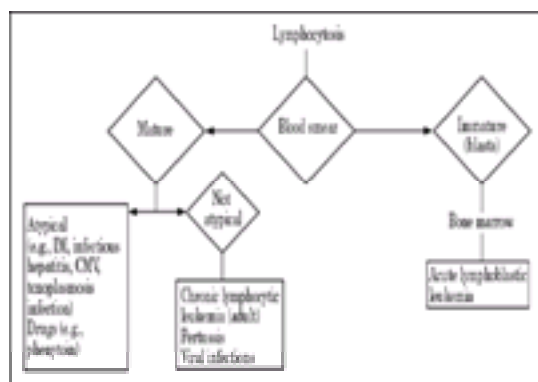 Lymphocytosis
Mature
Blood smear
Immature
(blasts)
Not
atypical
Bone marrow
Atypical
(e.g., IM, infectious
hepatitis, CMV,
toxoplasmosis
infection)
Drugs (e.g.,
phenytoin)
Chronic lymphocytic
leukemia (adult)
Pertussis
Viral infections
Acute lymphoblastic
leukemia